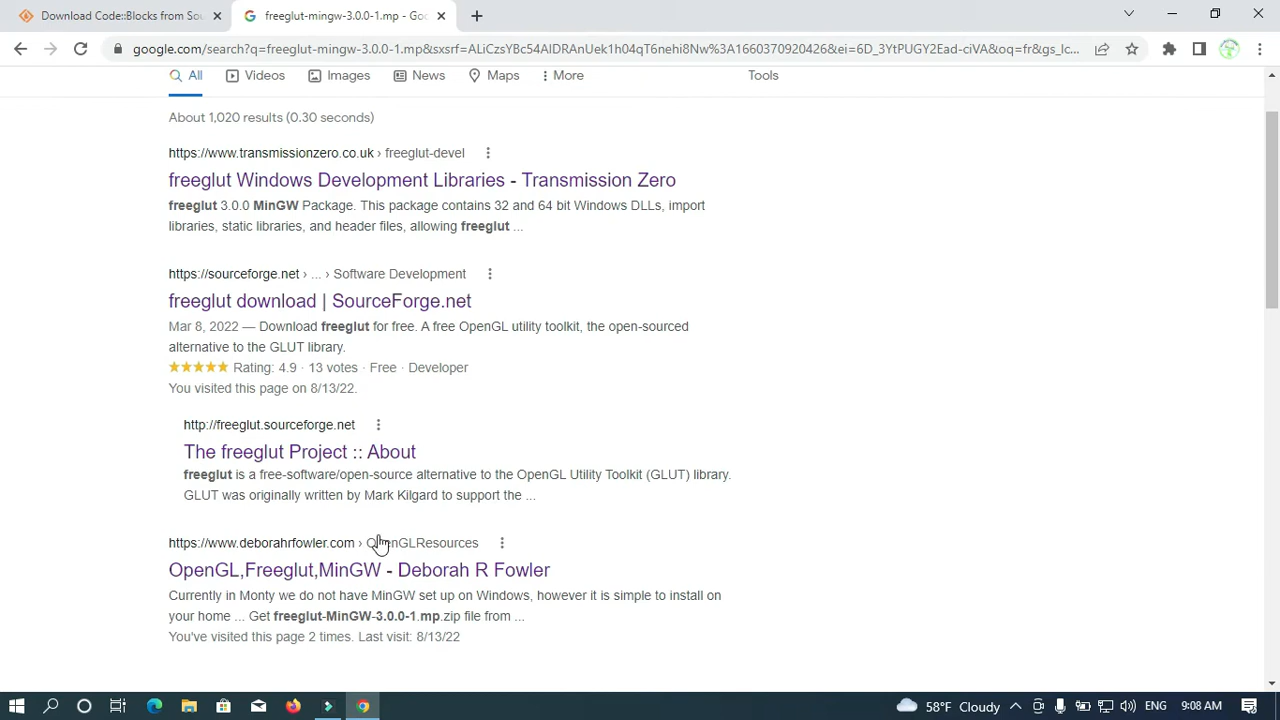 Download Code::Blocks from Sou
freeglut-mingw-3.0.0-1.mp - Goo
google.com/search?q=freeglut-mingw-3.0.0-1.mp&sxsrf=ALiCzsYBc54AIDRAnUek1h04qT6nehi8Nw%3A1660370920426&ei=6D_3YtPUGY2Ead-ciVA&oq=fr&gs_lc...
All Videos Images News Maps More Tools
About 1,020 results (0.30 seconds)
https://www.transmissionzero.co.uk › freeglut-devel
freeglut Windows Development Libraries - Transmission Zero
freeglut 3.0.0 MinGW Package. This package contains 32 and 64 bit Windows DLLs, import
libraries, static libraries, and header files, allowing freeglut ...
https://sourceforge.net › ... › Software Development
freeglut download | SourceForge.net
Mar 8, 2022 — Download freeglut for free. A free OpenGL utility toolkit, the open-sourced
alternative to the GLUT library.
Rating: 4.9 · 13 votes · Free · Developer
You visited this page on 8/13/22.
http://freeglut.sourceforge.net
The freeglut Project :: About
freeglut is a free-software/open-source alternative to the OpenGL Utility Toolkit (GLUT) library.
GLUT was originally written by Mark Kilgard to support the ...
https://www.deborahrfowler.com › OpenGLResources
OpenGL,Freeglut,MinGW - Deborah R Fowler
Currently in Monty we do not have MinGW set up on Windows, however it is simple to install on
your home ... Get freeglut-MinGW-3.0.0-1.mp.zip file from ...
You've visited this page 2 times. Last visit: 8/13/22
58°F Cloudy ENG 9:08 AM